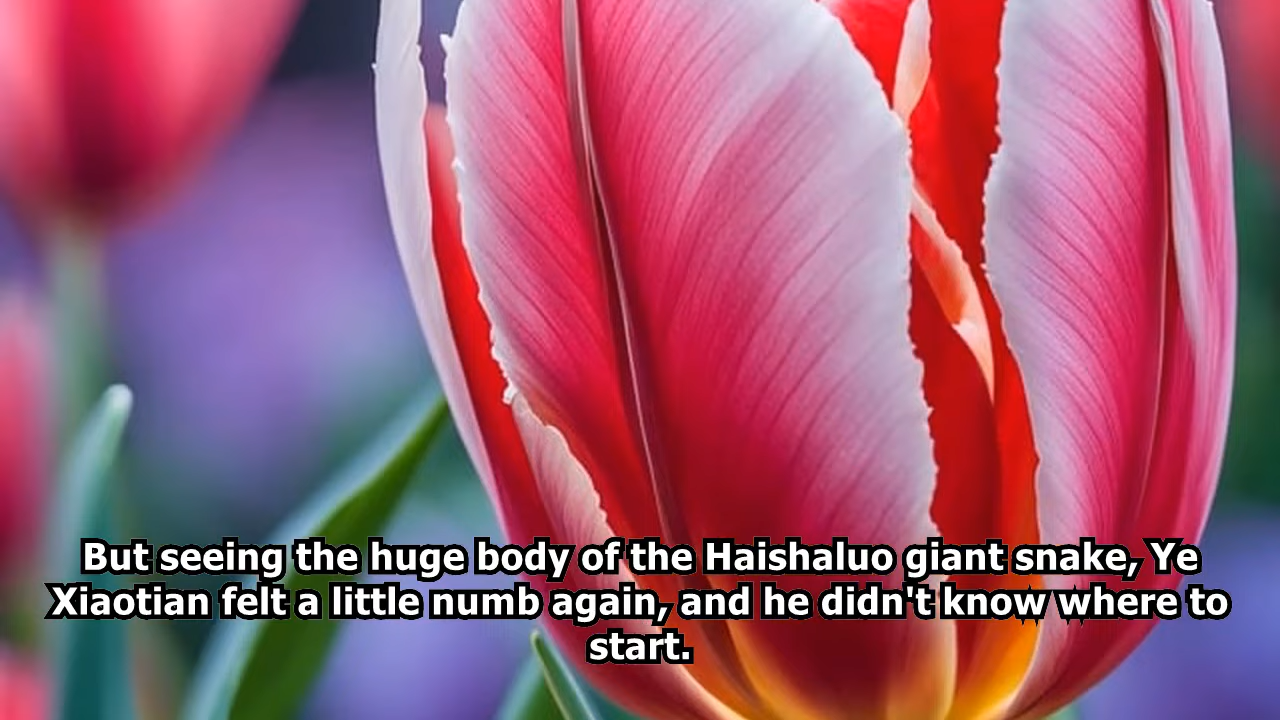 But seeing the huge body of the Haishaluo giant snake, Ye
Xiaotian felt a little numb again, and he didn't know where to
start.